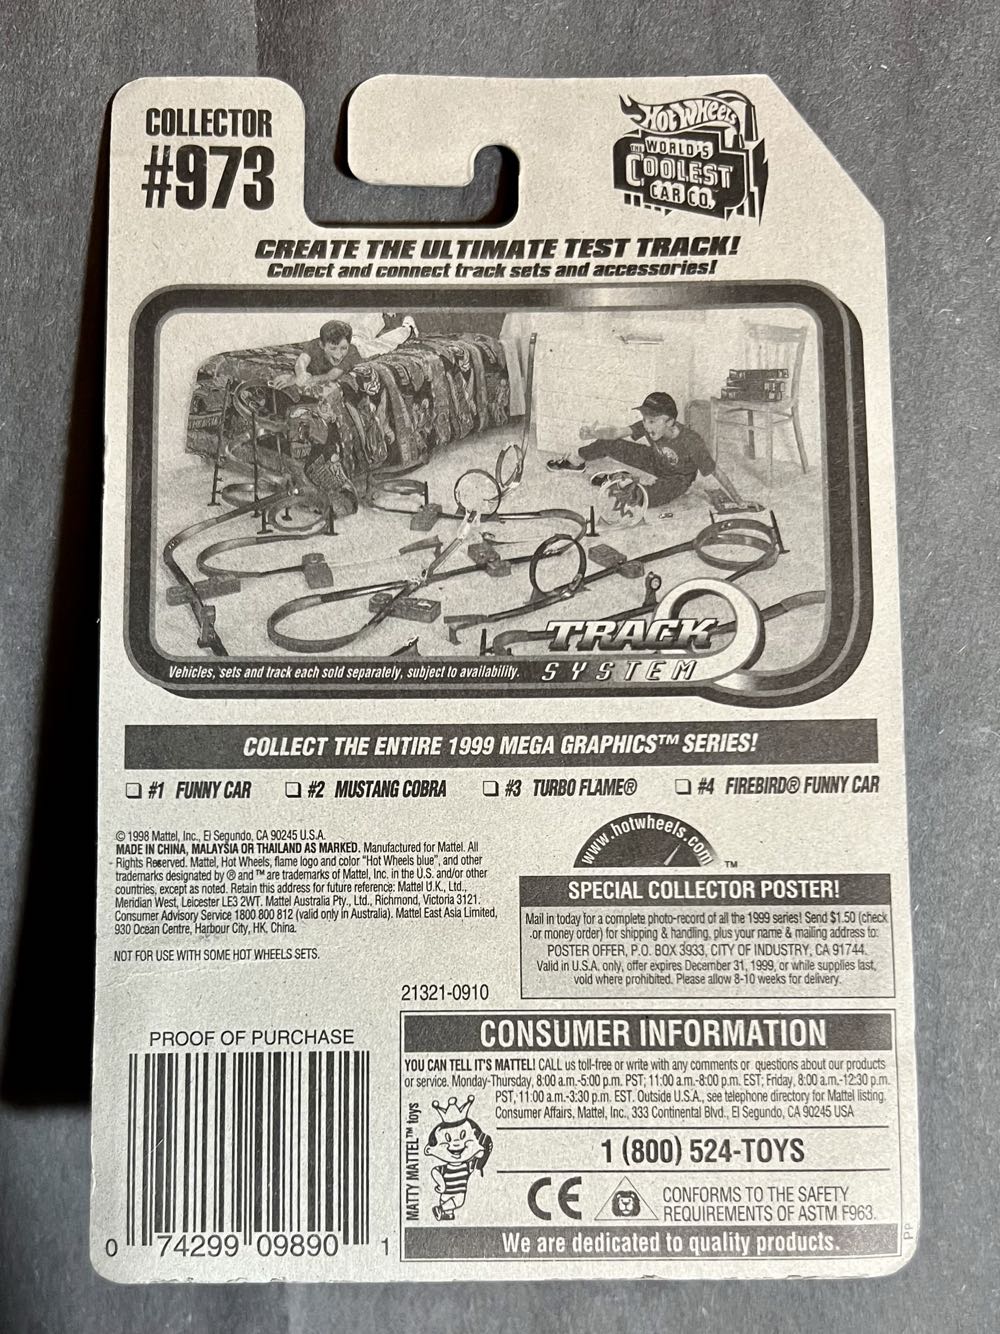 COLLECTOR
#973
HOT WHEELS
THE WORLD'S
COOLEST
CAR CO.
CREATE THE ULTIMATE TEST TRACK!
Collect and connect track sets and accessories!
TRACK
SYSTEM
Vehicles, sets and track each sold separately, subject to availability.
COLLECT THE ENTIRE 1999 MEGA GRAPHICS™ SERIES!
#1 FUNNY CAR #2 MUSTANG COBRA #3 TURBO FLAME® #4 FIREBIRD® FUNNY CAR
© 1998 Mattel, Inc., El Segundo, CA 90245 U.S.A.
MADE IN CHINA, MALAYSIA OR THAILAND AS MARKED. Manufactured for Mattel. All
Rights Reserved. Mattel, Hot Wheels, flame logo and color "Hot Wheels blue", and other
trademarks designated by ® and ™ are trademarks of Mattel, Inc. in the U.S. and/or other
countries, except as noted. Retain this address for future reference: Mattel U.K., Ltd.,
Meridian West, Leicester LE3 2WT. Mattel Australia Pty., Ltd., Richmond, Victoria 3121.
Consumer Advisory Service 1800 800 812 (valid only in Australia). Mattel East Asia Limited,
930 Ocean Centre, Harbour City, HK, China.
NOT FOR USE WITH SOME HOT WHEELS SETS.
21321-0910
www.hotwheels.com ™
SPECIAL COLLECTOR POSTER!
Mail in today for a complete photo-record of all the 1999 series! Send $1.50 (check
or money order) for shipping & handling, plus your name & mailing address to:
POSTER OFFER, P.O. BOX 3933, CITY OF INDUSTRY, CA 91744.
Valid in U.S.A. only, offer expires December 31, 1999, or while supplies last,
void where prohibited. Please allow 8-10 weeks for delivery.
PROOF OF PURCHASE
0 74299 09890 1
CONSUMER INFORMATION
YOU CAN TELL IT'S MATTEL! CALL us toll-free or write with any comments or questions about our products
or service. Monday-Thursday, 8:00 a.m.-5:00 p.m. PST; 11:00 a.m.-8:00 p.m. EST; Friday, 8:00 a.m.-12:30 p.m.
PST, 11:00 a.m.-3:30 p.m. EST. Outside U.S.A., see telephone directory for Mattel listing.
Consumer Affairs, Mattel, Inc., 333 Continental Blvd., El Segundo, CA 90245 USA
MATTY MATTEL™ toys
1 (800) 524-TOYS
CE
CONFORMS TO THE SAFETY
REQUIREMENTS OF ASTM F963.
We are dedicated to quality products.
PP